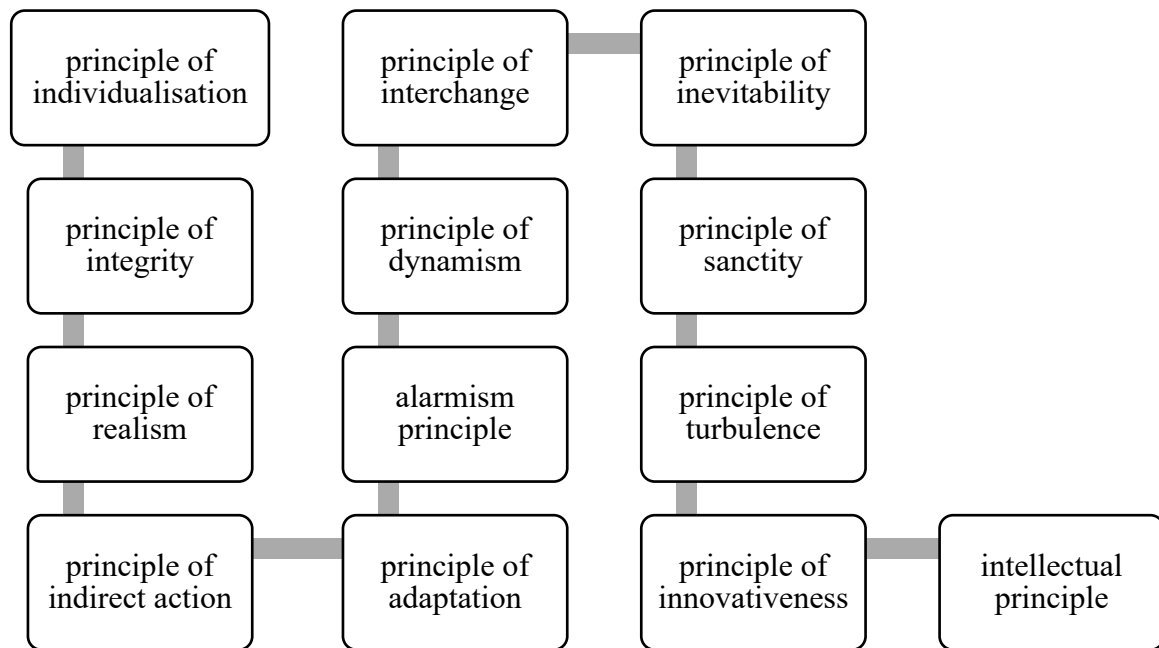 principle of
individualisation
principle of
integrity
principle of
realism
principle of
indirect action
principle of
adaptation
alarmism
principle
principle of
dynamism
principle of
interchange
principle of
inevitability
principle of
sanctity
principle of
turbulence
principle of
innovativeness
intellectual
principle